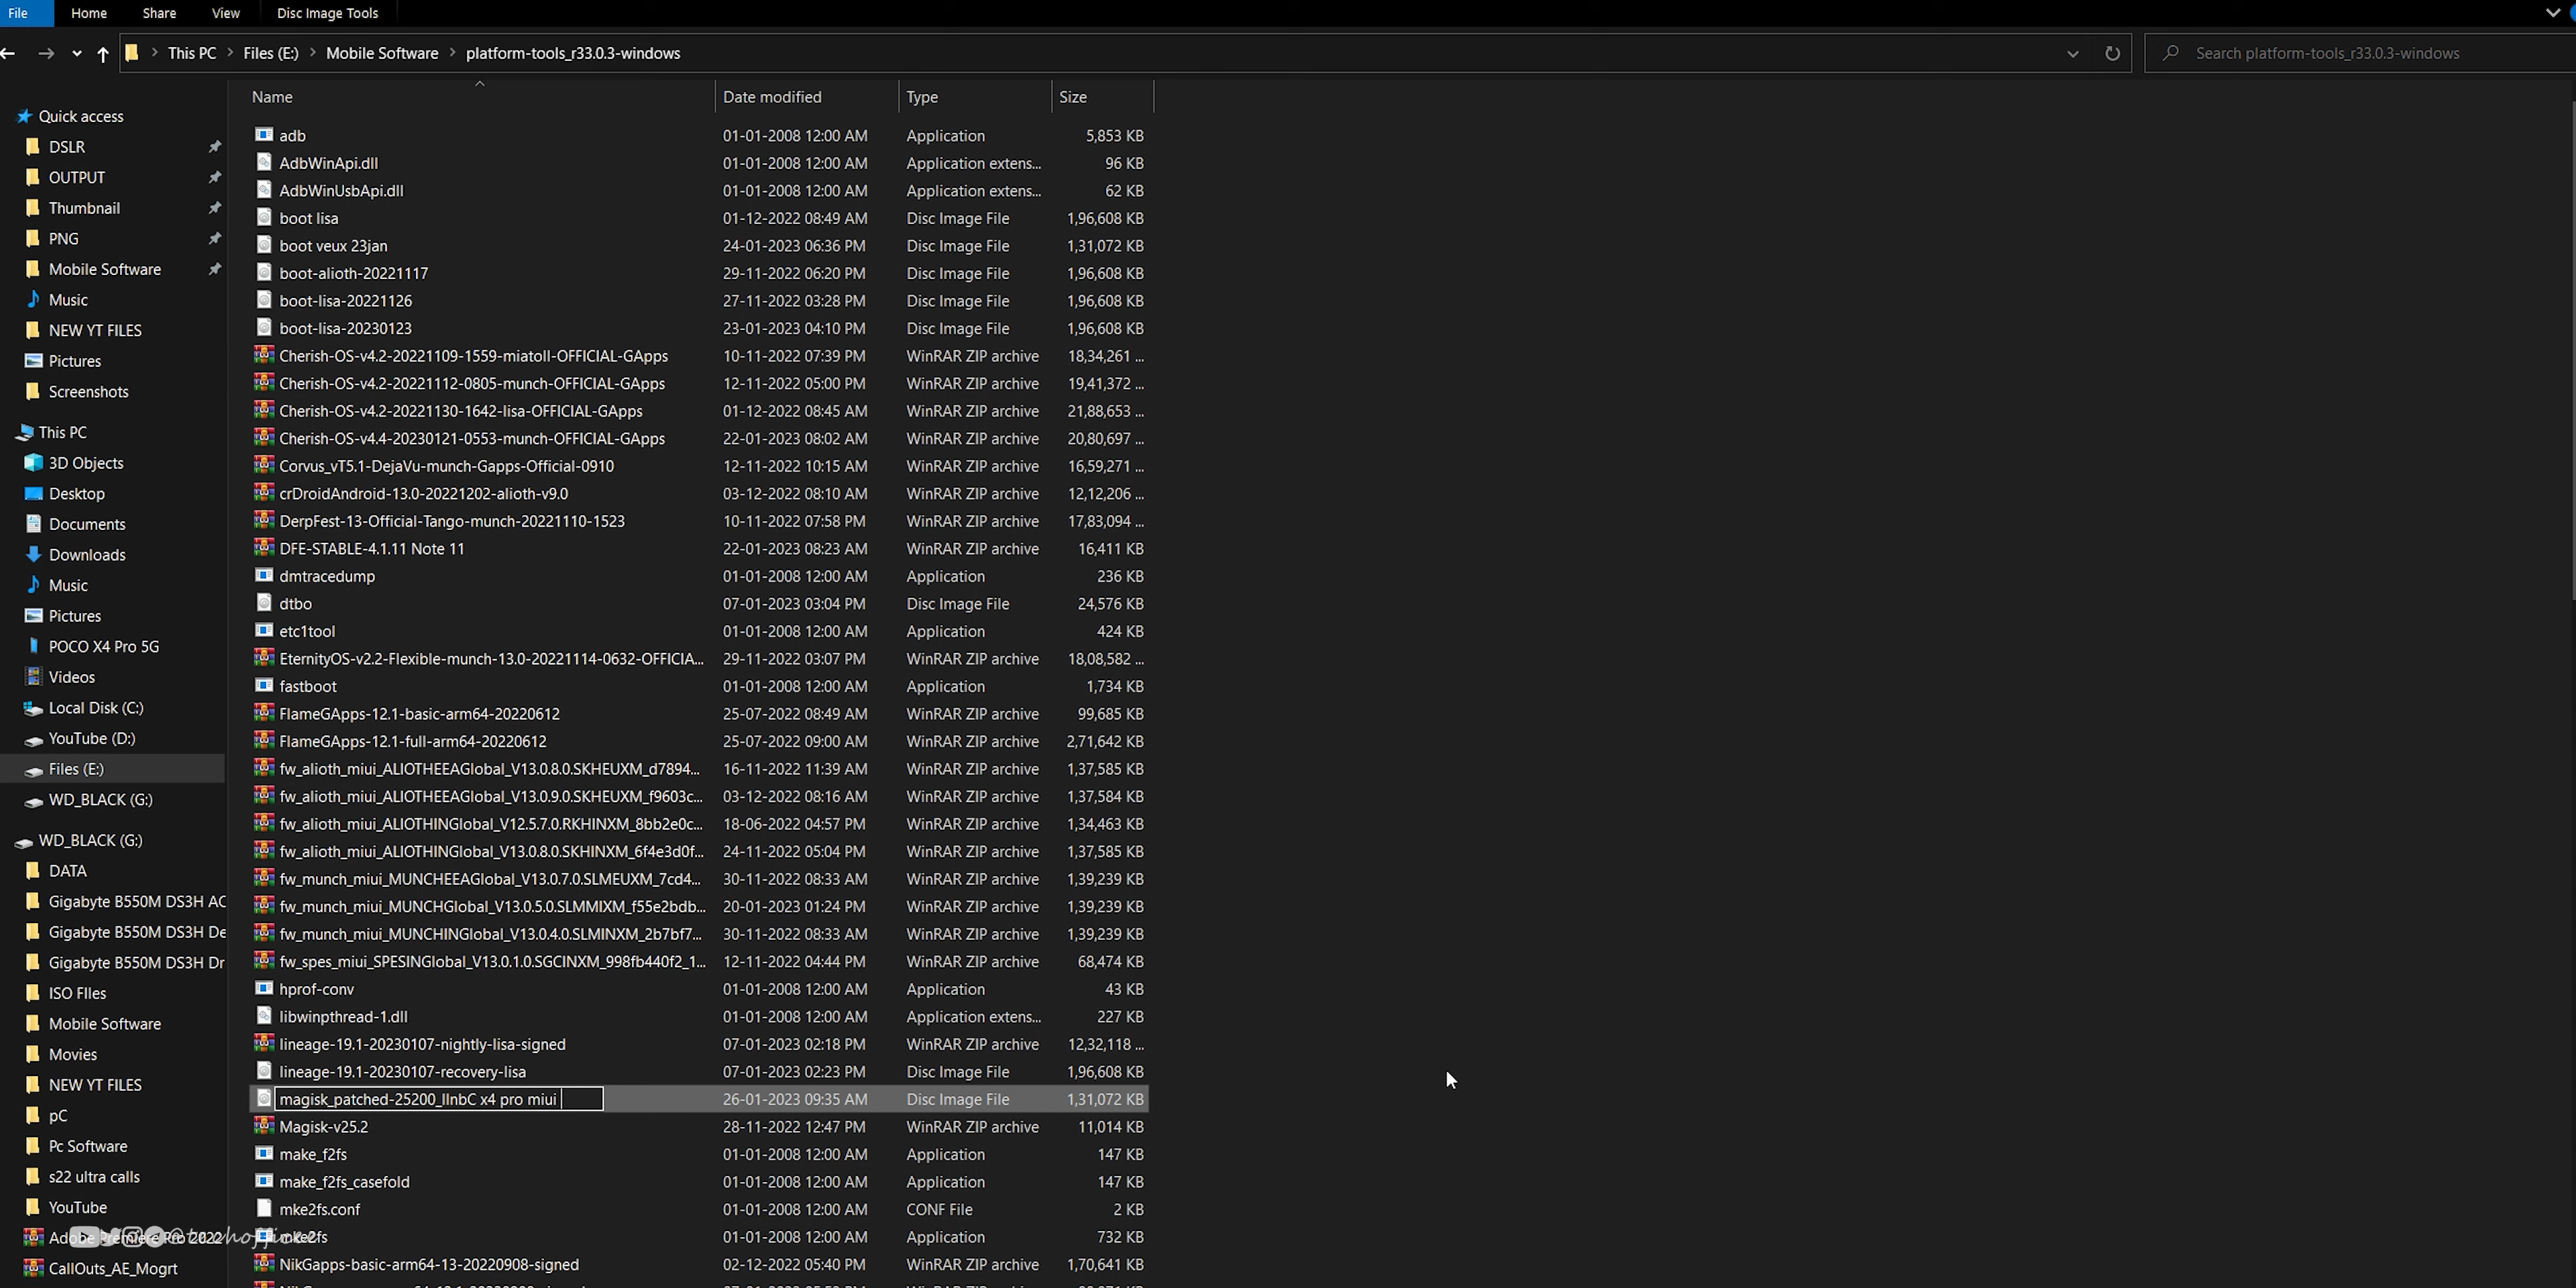 File Home Share View Disc Image Tools
This PC Files (E:) Mobile Software platform-tools_r33.0.3-windows Search platform-tools_r33.0.3-windows
Quick access
DSLR
OUTPUT
Thumbnail
PNG
Mobile Software
Music
NEW YT FILES
Pictures
Screenshots
This PC
3D Objects
Desktop
Documents
Downloads
Music
Pictures
POCO X4 Pro 5G
Videos
Local Disk (C:)
YouTube (D:)
Files (E:)
WD_BLACK (G:)
WD_BLACK (G:)
DATA
Gigabyte B550M DS3H AC
Gigabyte B550M DS3H De
Gigabyte B550M DS3H Dr
ISO FIles
Mobile Software
Movies
NEW YT FILES
pC
Pc Software
s22 ultra calls
YouTube
Adobe Premiere Pro 2022
CallOuts_AE_Mogrt
Name Date modified Type Size
adb 01-01-2008 12:00 AM Application 5,853 KB
AdbWinApi.dll 01-01-2008 12:00 AM Application extens... 96 KB
AdbWinUsbApi.dll 01-01-2008 12:00 AM Application extens... 62 KB
boot lisa 01-12-2022 08:49 AM Disc Image File 1,96,608 KB
boot veux 23jan 24-01-2023 06:36 PM Disc Image File 1,31,072 KB
boot-alioth-20221117 29-11-2022 06:20 PM Disc Image File 1,96,608 KB
boot-lisa-20221126 27-11-2022 03:28 PM Disc Image File 1,96,608 KB
boot-lisa-20230123 23-01-2023 04:10 PM Disc Image File 1,96,608 KB
Cherish-OS-v4.2-20221109-1559-miatoll-OFFICIAL-GApps 10-11-2022 07:39 PM WinRAR ZIP archive 18,34,261 ...
Cherish-OS-v4.2-20221112-0805-munch-OFFICIAL-GApps 12-11-2022 05:00 PM WinRAR ZIP archive 19,41,372 ...
Cherish-OS-v4.2-20221130-1642-lisa-OFFICIAL-GApps 01-12-2022 08:45 AM WinRAR ZIP archive 21,88,653 ...
Cherish-OS-v4.4-20230121-0553-munch-OFFICIAL-GApps 22-01-2023 08:02 AM WinRAR ZIP archive 20,80,697 ...
Corvus_vT5.1-DejaVu-munch-Gapps-Official-0910 12-11-2022 10:15 AM WinRAR ZIP archive 16,59,271 ...
crDroidAndroid-13.0-20221202-alioth-v9.0 03-12-2022 08:10 AM WinRAR ZIP archive 12,12,206 ...
DerpFest-13-Official-Tango-munch-20221110-1523 10-11-2022 07:58 PM WinRAR ZIP archive 17,83,094 ...
DFE-STABLE-4.1.11 Note 11 22-01-2023 08:23 AM WinRAR ZIP archive 16,411 KB
dmtracedump 01-01-2008 12:00 AM Application 236 KB
dtbo 07-01-2023 03:04 PM Disc Image File 24,576 KB
etc1tool 01-01-2008 12:00 AM Application 424 KB
EternityOS-v2.2-Flexible-munch-13.0-20221114-0632-OFFICIA... 29-11-2022 03:07 PM WinRAR ZIP archive 18,08,582 ...
fastboot 01-01-2008 12:00 AM Application 1,734 KB
FlameGApps-12.1-basic-arm64-20220612 25-07-2022 08:49 AM WinRAR ZIP archive 99,685 KB
FlameGApps-12.1-full-arm64-20220612 25-07-2022 09:00 AM WinRAR ZIP archive 2,71,642 KB
fw_alioth_miui_ALIOTHEEAGlobal_V13.0.8.0.SKHEUXM_d7894... 16-11-2022 11:39 AM WinRAR ZIP archive 1,37,585 KB
fw_alioth_miui_ALIOTHEEAGlobal_V13.0.9.0.SKHEUXM_f9603c... 03-12-2022 08:16 AM WinRAR ZIP archive 1,37,584 KB
fw_alioth_miui_ALIOTHINGlobal_V12.5.7.0.RKHINXM_8bb2e0c... 18-06-2022 04:57 PM WinRAR ZIP archive 1,34,463 KB
fw_alioth_miui_ALIOTHINGlobal_V13.0.8.0.SKHINXM_6f4e3d0f... 24-11-2022 05:04 PM WinRAR ZIP archive 1,37,585 KB
fw_munch_miui_MUNCHEEAGlobal_V13.0.7.0.SLMEUXM_7cd4... 30-11-2022 08:33 AM WinRAR ZIP archive 1,39,239 KB
fw_munch_miui_MUNCHGlobal_V13.0.5.0.SLMMIXM_f55e2bdb... 20-01-2023 01:24 PM WinRAR ZIP archive 1,39,239 KB
fw_munch_miui_MUNCHINGlobal_V13.0.4.0.SLMINXM_2b7bf7... 30-11-2022 08:33 AM WinRAR ZIP archive 1,39,239 KB
fw_spes_miui_SPESINGlobal_V13.0.1.0.SGCINXM_998fb440f2_1... 12-11-2022 04:44 PM WinRAR ZIP archive 68,474 KB
hprof-conv 01-01-2008 12:00 AM Application 43 KB
libwinpthread-1.dll 01-01-2008 12:00 AM Application extens... 227 KB
lineage-19.1-20230107-nightly-lisa-signed 07-01-2023 02:18 PM WinRAR ZIP archive 12,32,118 ...
lineage-19.1-20230107-recovery-lisa 07-01-2023 02:23 PM Disc Image File 1,96,608 KB
magisk_patched-25200_lInbC x4 pro miui 26-01-2023 09:35 AM Disc Image File 1,31,072 KB
Magisk-v25.2 28-11-2022 12:47 PM WinRAR ZIP archive 11,014 KB
make_f2fs 01-01-2008 12:00 AM Application 147 KB
make_f2fs_casefold 01-01-2008 12:00 AM Application 147 KB
mke2fs.conf 01-01-2008 12:00 AM CONF File 2 KB
mke2fs 01-01-2008 12:00 AM Application 732 KB
NikGapps-basic-arm64-13-20220908-signed 02-12-2022 05:40 PM WinRAR ZIP archive 1,70,641 KB